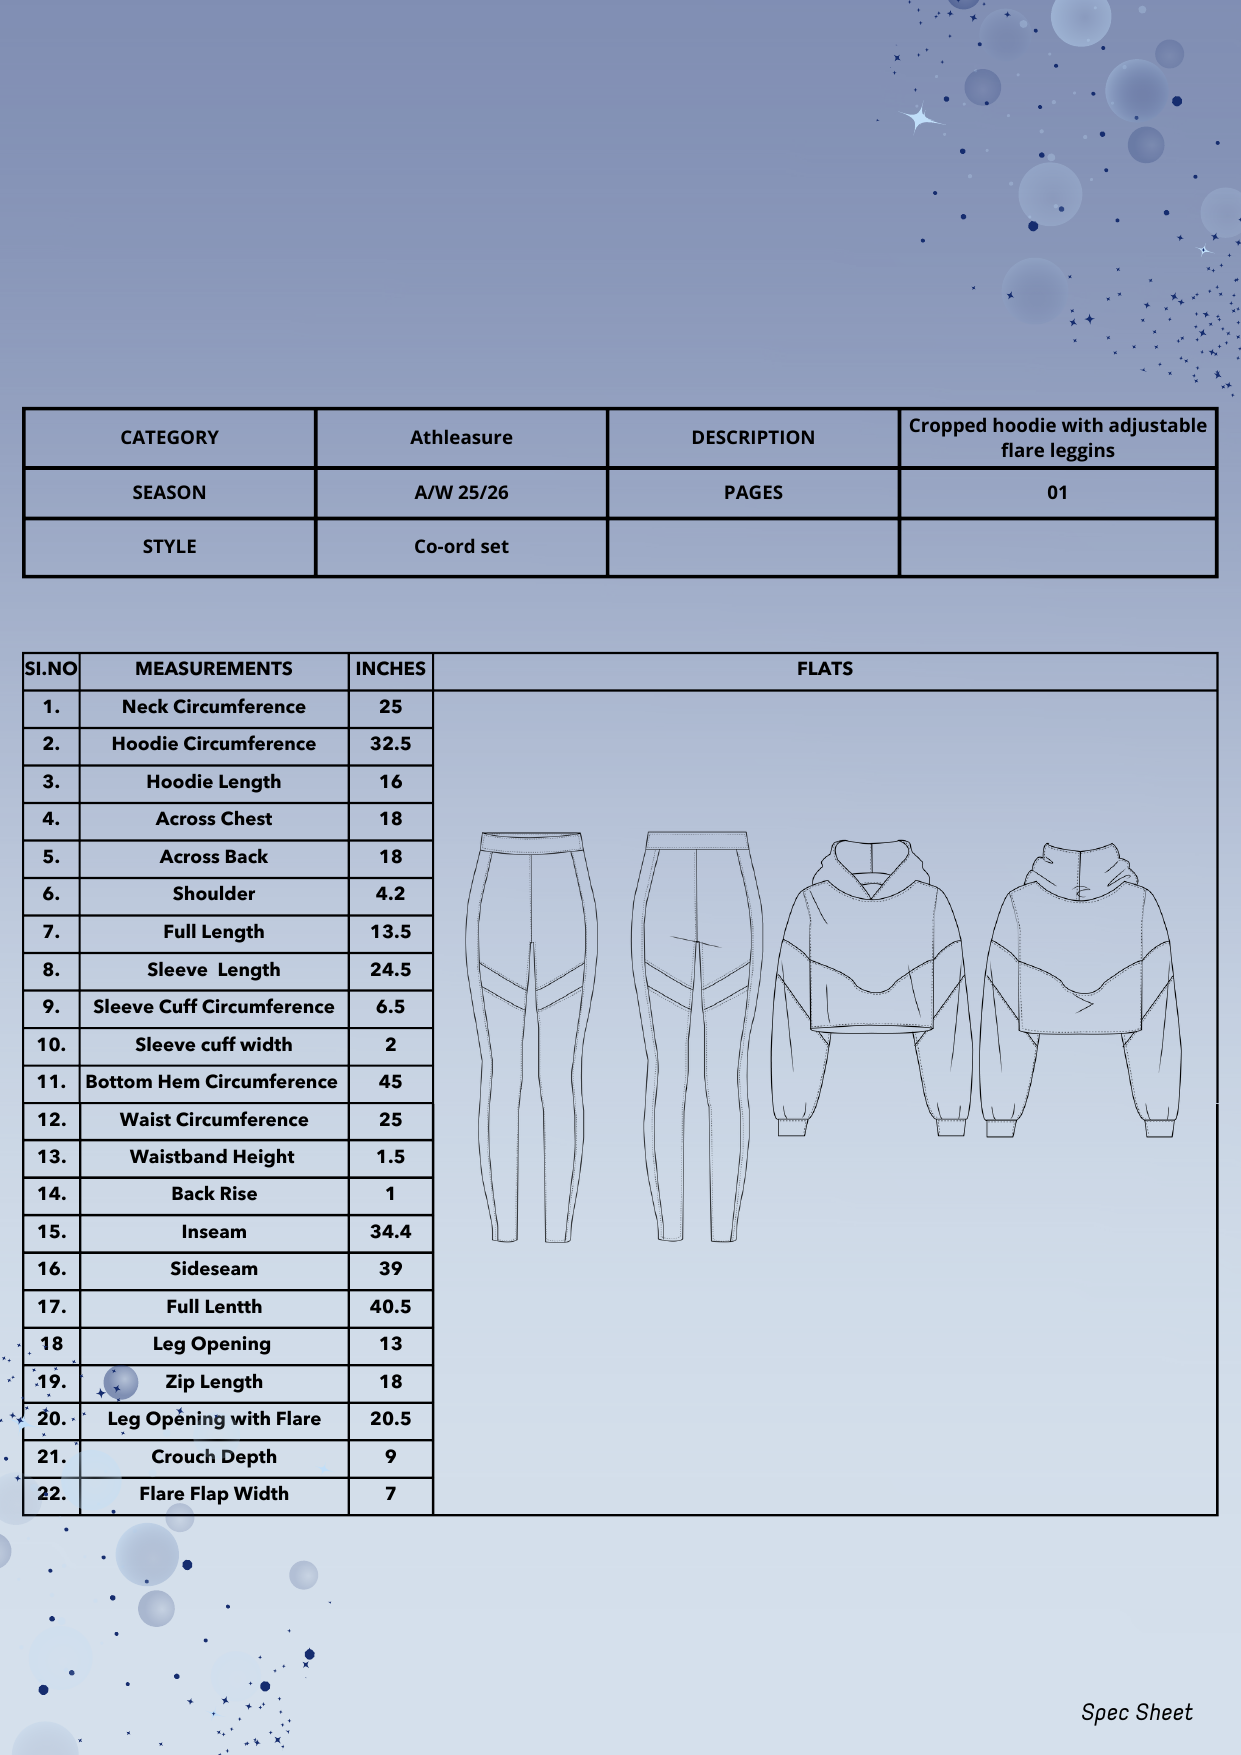 CATEGORY Athleasure DESCRIPTION Cropped hoodie with adjustable
flare leggins
SEASON A/W 25/26 PAGES 01
STYLE Co-ord set
SI.NO MEASUREMENTS INCHES FLATS
1. Neck Circumference 25
2. Hoodie Circumference 32.5
3. Hoodie Length 16
4. Across Chest 18
5. Across Back 18
6. Shoulder 4.2
7. Full Length 13.5
8. Sleeve Length 24.5
9. Sleeve Cuff Circumference 6.5
10. Sleeve cuff width 2
11. Bottom Hem Circumference 45
12. Waist Circumference 25
13. Waistband Height 1.5
14. Back Rise 1
15. Inseam 34.4
16. Sideseam 39
17. Full Lentth 40.5
18 Leg Opening 13
19. Zip Length 18
20. Leg Opening with Flare 20.5
21. Crouch Depth 9
22. Flare Flap Width 7
Spec Sheet